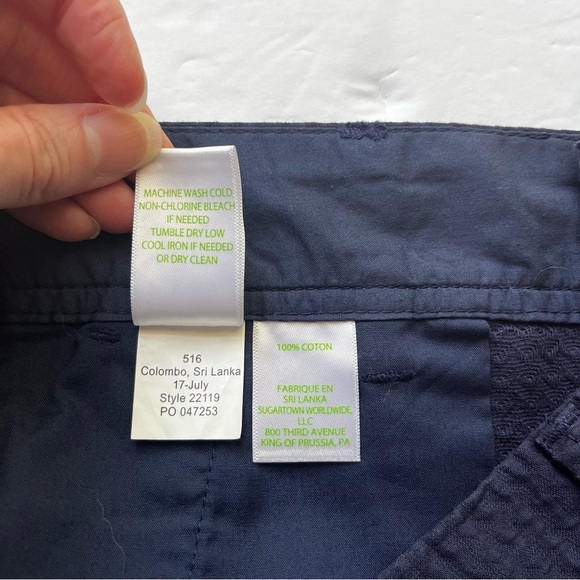 MACHINE WASH COLD
NON-CHLORINE BLEACH
IF NEEDED
TUMBLE DRY LOW
COOL IRON IF NEEDED
OR DRY CLEAN
516
Colombo, Sri Lanka
17-July
Style 22119
PO 047253
100% COTON
FABRIQUE EN
SRI LANKA
SUGARTOWN WORLDWIDE,
LLC
800 THIRD AVENUE
KING OF PRUSSIA, PA